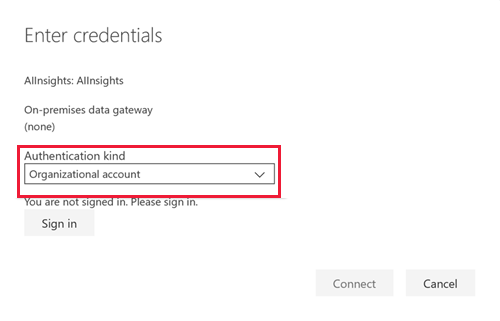 Enter credentials
AIInsights: AIInsights
On-premises data gateway
(none)
Authentication kind
Organizational account
You are not signed in. Please sign in.
Sign in
Connect
Cancel